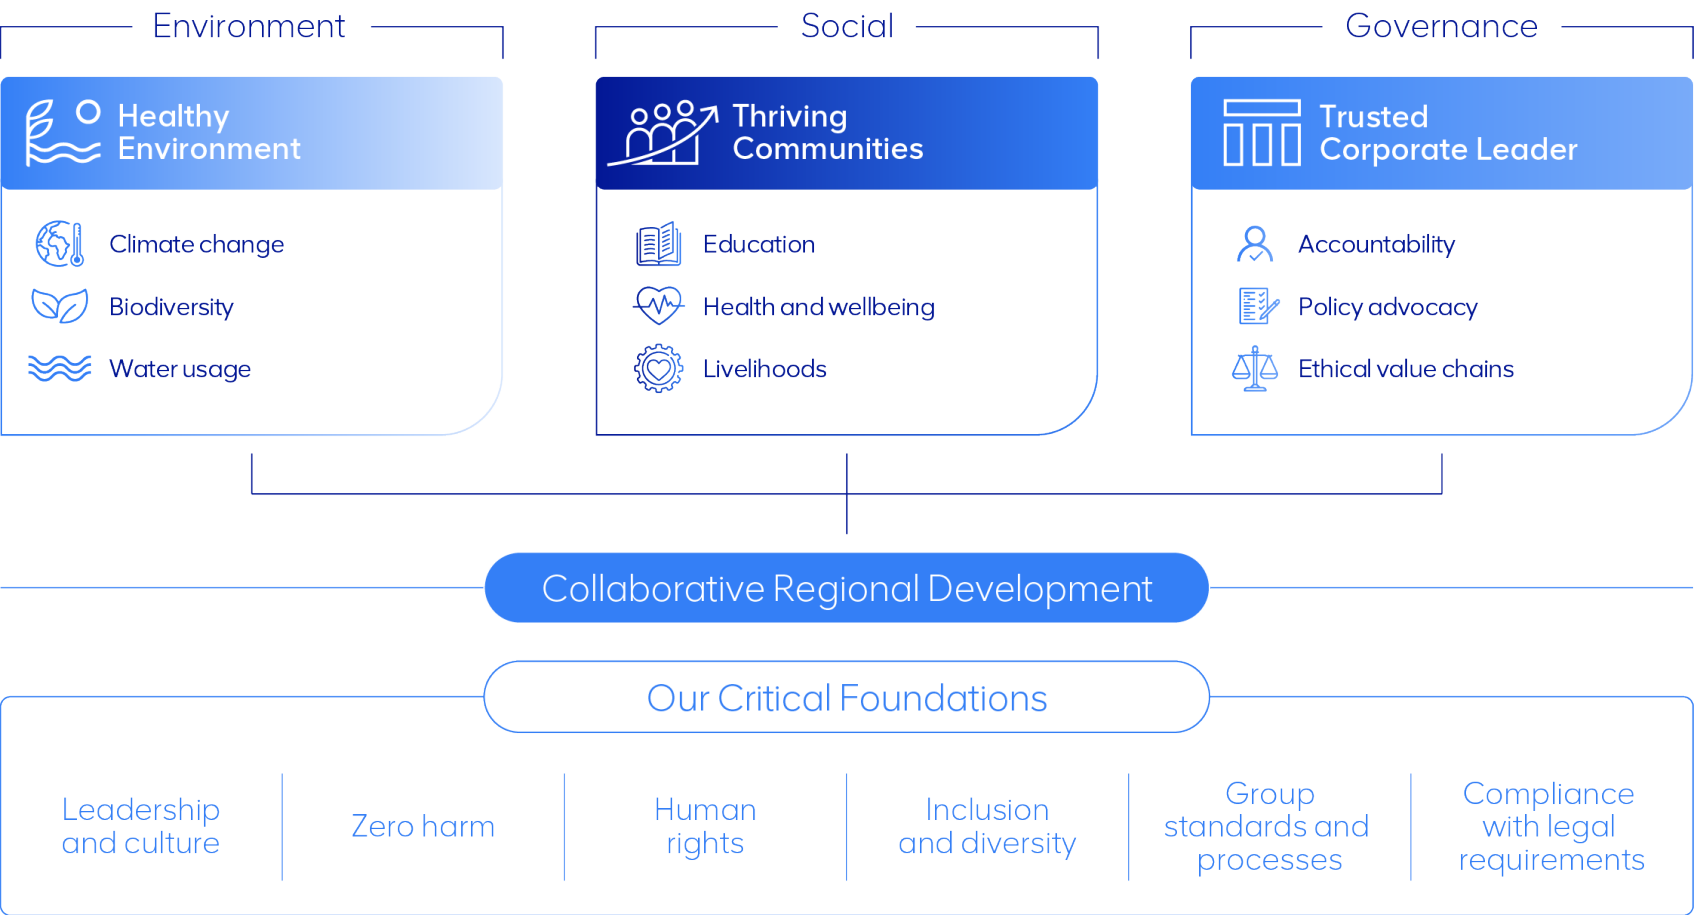 Environment
Healthy
Environment
Climate change
Biodiversity
Water usage
Social
Thriving
Communities
Education
Health and wellbeing
Livelihoods
Governance
Trusted
Corporate Leader
Accountability
Policy advocacy
Ethical value chains
Collaborative Regional Development
Our Critical Foundations
Leadership
and culture
Zero harm
Human
rights
Inclusion
and diversity
Group
standards and
processes
Compliance
with legal
requirements